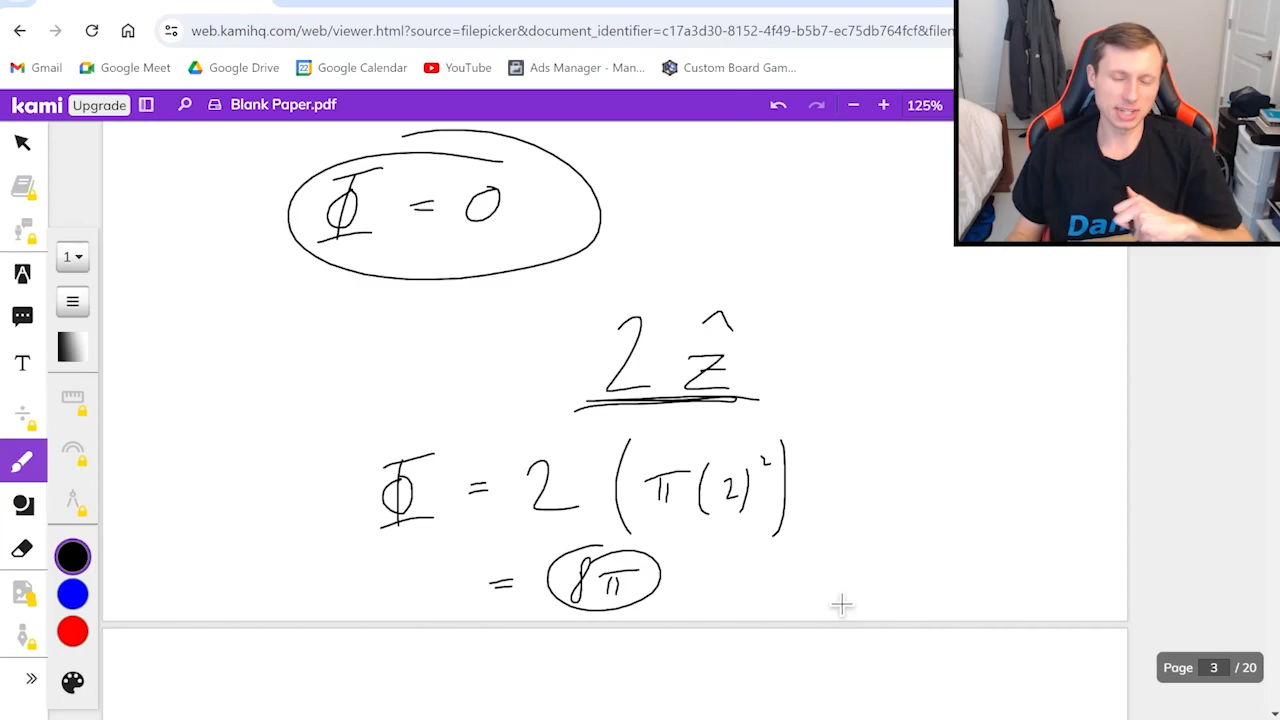 web.kamihq.com/web/viewer.html?source=filepicker&document_identifier=c17a3d30-8152-4f49-b5b7-ec75db764fcf&filen
Gmail Google Meet Google Drive 22 Google Calendar YouTube Ads Manager - Man... Custom Board Gam...
kami Upgrade Blank Paper.pdf 125%
Φ = 0
1
T
2 ẑ
Φ = 2 (π(2)²)
= 8π
Page 3 / 20